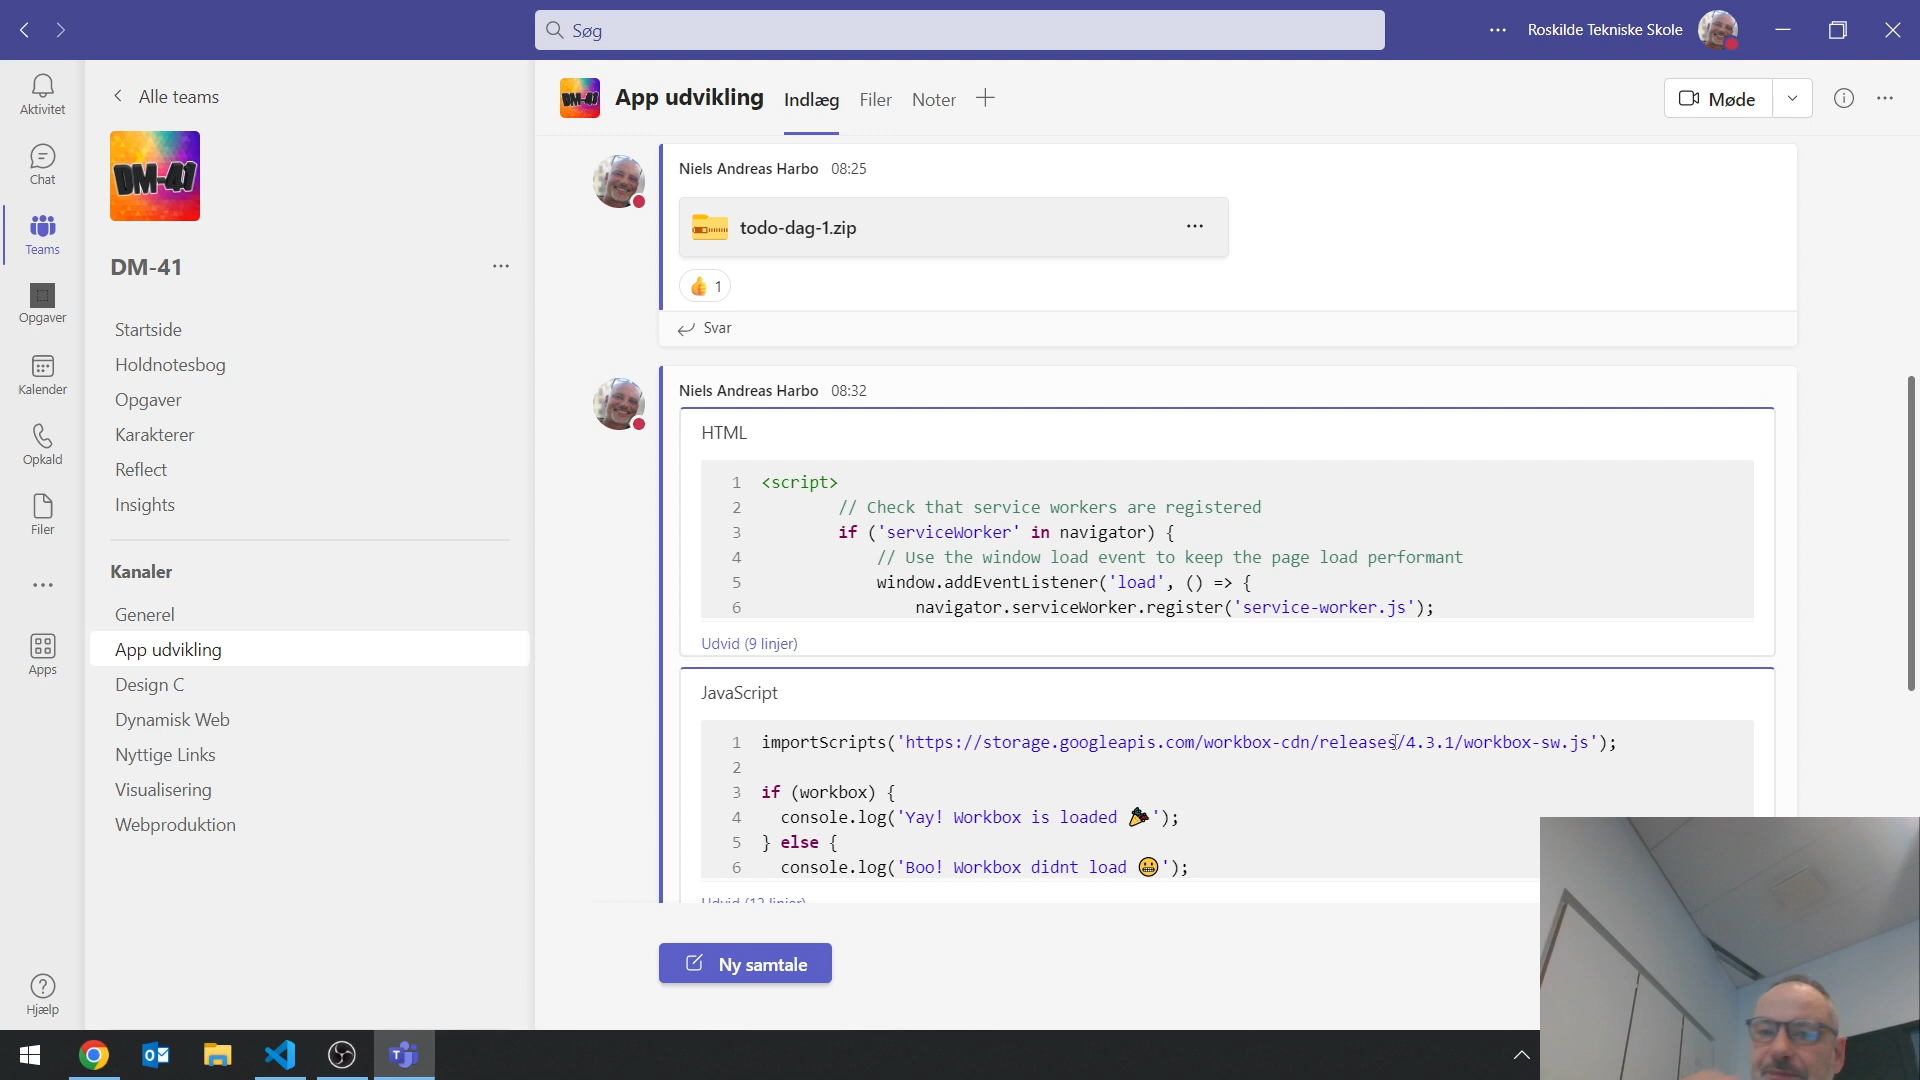 Søg
Roskilde Tekniske Skole
Aktivitet
Chat
Teams
Opgaver
Kalender
Opkald
Filer
Apps
Hjælp
Alle teams
DM-41
DM-41
Startside
Holdnotesbog
Opgaver
Karakterer
Reflect
Insights
Kanaler
Generel
App udvikling
Design C
Dynamisk Web
Nyttige Links
Visualisering
Webproduktion
DM-41
App udvikling
Indlæg
Filer
Noter
Møde
Niels Andreas Harbo 08:25
todo-dag-1.zip
👍 1
Svar
Niels Andreas Harbo 08:32
HTML
1 <script>
2 // Check that service workers are registered
3 if ('serviceWorker' in navigator) {
4 // Use the window load event to keep the page load performant
5 window.addEventListener('load', () => {
6 navigator.serviceWorker.register('service-worker.js');
Udvid (9 linjer)
JavaScript
1 importScripts('https://storage.googleapis.com/workbox-cdn/releases/4.3.1/workbox-sw.js');
2
3 if (workbox) {
4 console.log('Yay! Workbox is loaded 🎉');
5 } else {
6 console.log('Boo! Workbox didnt load 😬');
Udvid (12 linjer)
Ny samtale